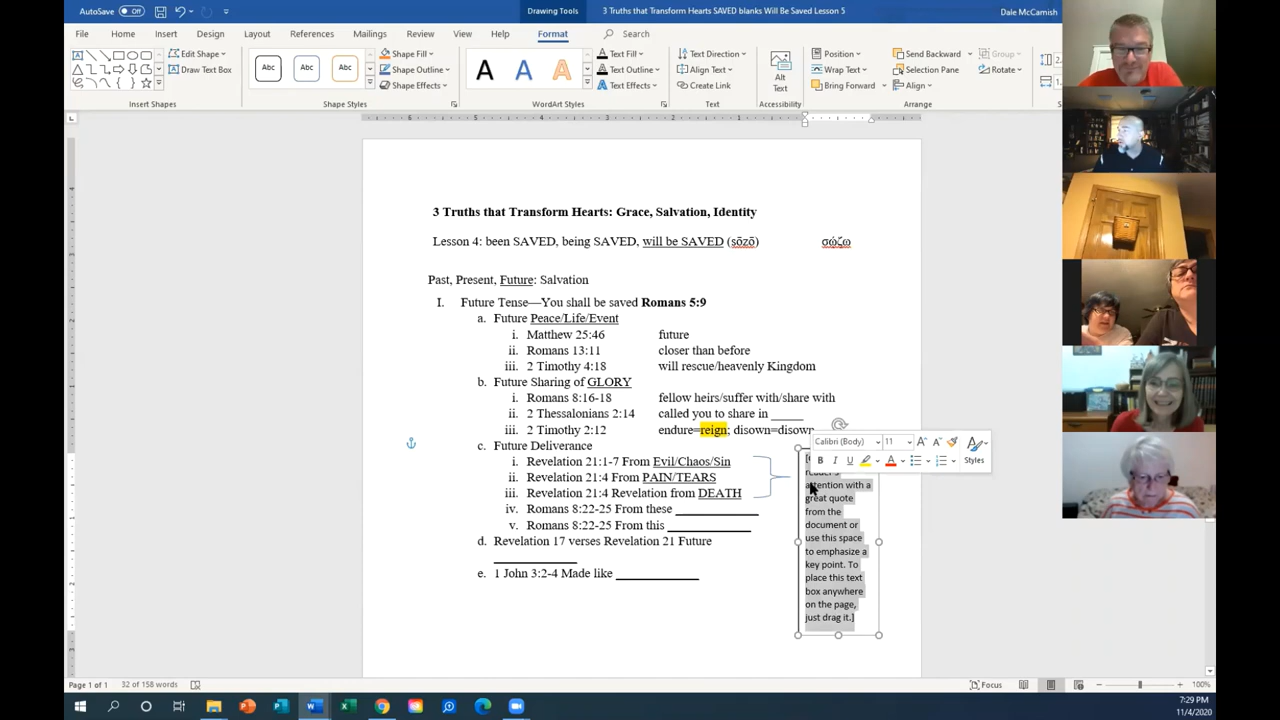 AutoSave Off
Drawing Tools
3 Truths that Transform Hearts SAVED blanks Will Be Saved Lesson 5
Dale McCamish
File Home Insert Design Layout References Mailings Review View Help Format Search
Edit Shape
Draw Text Box
Insert Shapes
Abc Abc Abc
Shape Fill
Shape Outline
Shape Effects
Shape Styles
A A A
Text Fill
Text Outline
Text Effects
WordArt Styles
Text Direction
Align Text
Create Link
Text
Alt
Text
Accessibility
Position
Wrap Text
Bring Forward
Send Backward
Selection Pane
Align
Group
Rotate
Arrange
3 Truths that Transform Hearts: Grace, Salvation, Identity
Lesson 4: been SAVED, being SAVED, will be SAVED (sōzō) σώζω
Past, Present, Future: Salvation
I. Future Tense—You shall be saved Romans 5:9
a. Future Peace/Life/Event
i. Matthew 25:46 future
ii. Romans 13:11 closer than before
iii. 2 Timothy 4:18 will rescue/heavenly Kingdom
b. Future Sharing of GLORY
i. Romans 8:16-18 fellow heirs/suffer with/share with
ii. 2 Thessalonians 2:14 called you to share in _____
iii. 2 Timothy 2:12 endure=reign; disown=disown
c. Future Deliverance
i. Revelation 21:1-7 From Evil/Chaos/Sin
ii. Revelation 21:4 From PAIN/TEARS
iii. Revelation 21:4 Revelation from DEATH
iv. Romans 8:22-25 From these _____________
v. Romans 8:22-25 From this _____________
d. Revelation 17 verses Revelation 21 Future
_____________
e. 1 John 3:2-4 Made like _____________
Calibri (Body) 11
B I U A Styles
reader's
attention with a
great quote
from the
document or
use this space
to emphasize a
key point. To
place this text
box anywhere
on the page,
just drag it.]
Page 1 of 1 32 of 158 words
Focus
100%
7:29 PM
11/4/2020